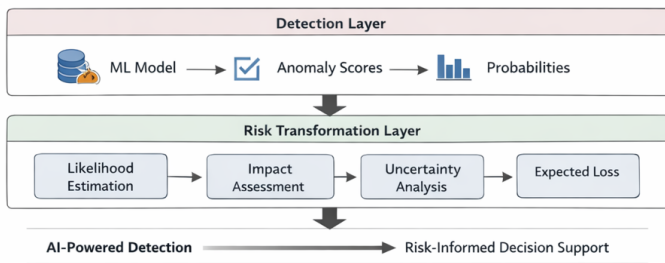 Detection Layer
ML Model
Anomaly Scores
Probabilities
Risk Transformation Layer
Likelihood
Estimation
Impact
Assessment
Uncertainty
Analysis
Expected Loss
AI-Powered Detection
Risk-Informed Decision Support